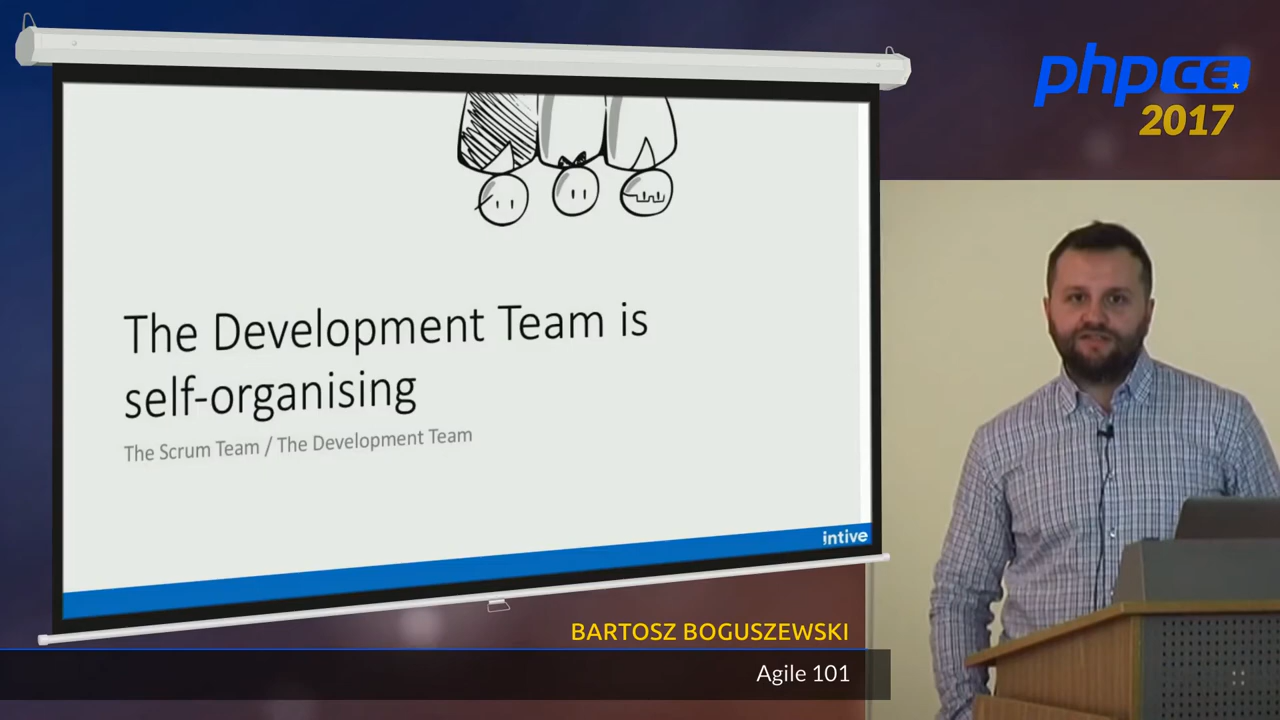 phpCE
2017
The Development Team is
self-organising
The Scrum Team / The Development Team
intive
BARTOSZ BOGUSZEWSKI
Agile 101